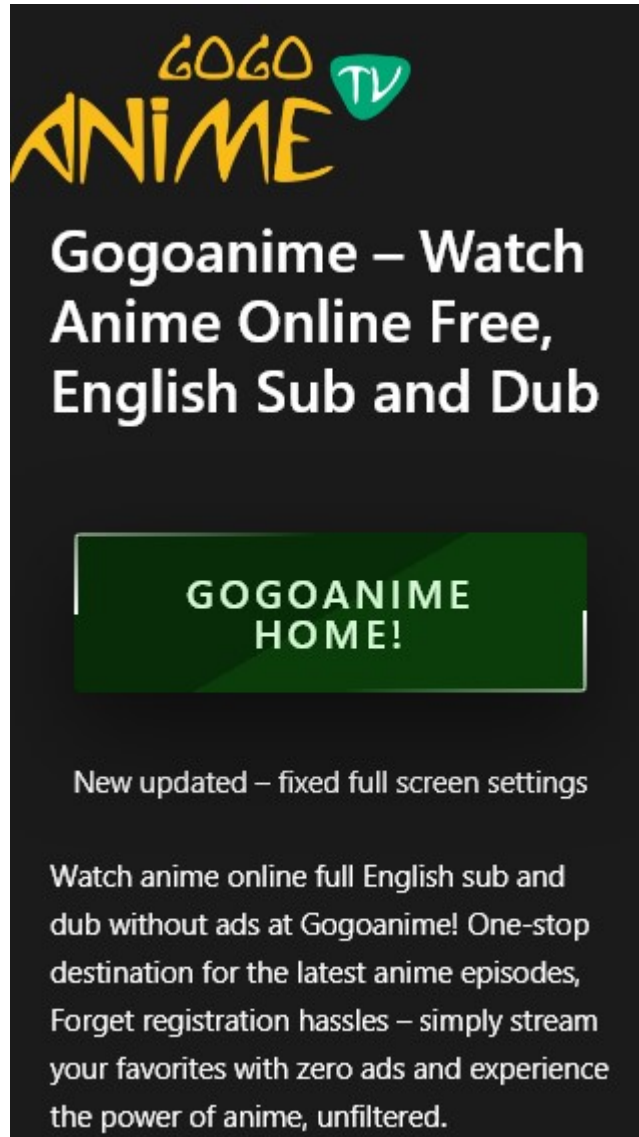 GOGO
ANiME
TV
Gogoanime – Watch
Anime Online Free,
English Sub and Dub
GOGOANIME
HOME!
New updated – fixed full screen settings
Watch anime online full English sub and
dub without ads at Gogoanime! One-stop
destination for the latest anime episodes,
Forget registration hassles – simply stream
your favorites with zero ads and experience
the power of anime, unfiltered.